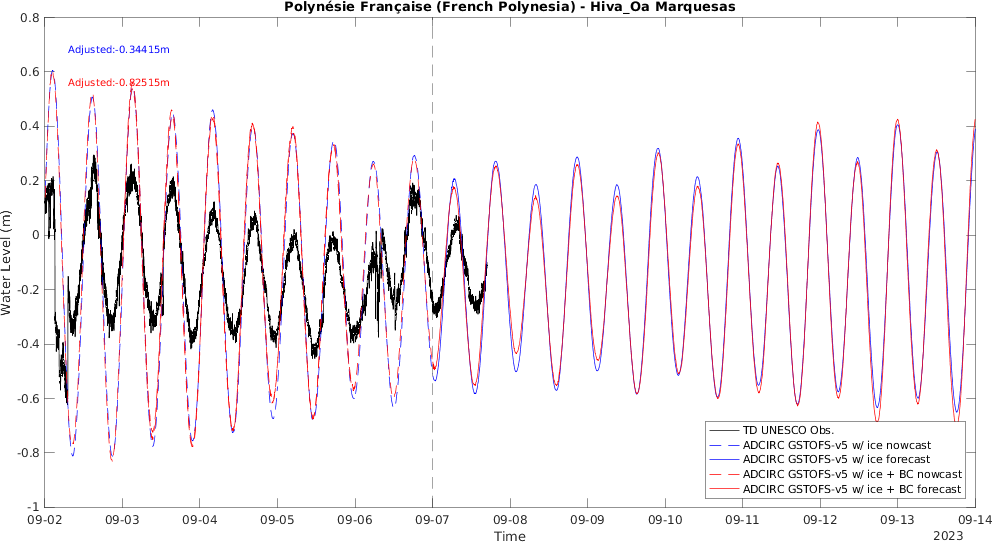 Polynésie Française (French Polynesia) - Hiva_Oa Marquesas
Adjusted:-0.34415m
Adjusted:-0.82515m
0.8
0.6
0.4
0.2
0
-0.2
-0.4
-0.6
-0.8
-1
Water Level (m)
TD UNESCO Obs.
ADCIRC GSTOFS-v5 w/ ice nowcast
ADCIRC GSTOFS-v5 w/ ice forecast
ADCIRC GSTOFS-v5 w/ ice + BC nowcast
ADCIRC GSTOFS-v5 w/ ice + BC forecast
09-02 09-03 09-04 09-05 09-06 09-07 09-08 09-09 09-10 09-11 09-12 09-13 09-14
Time
2023